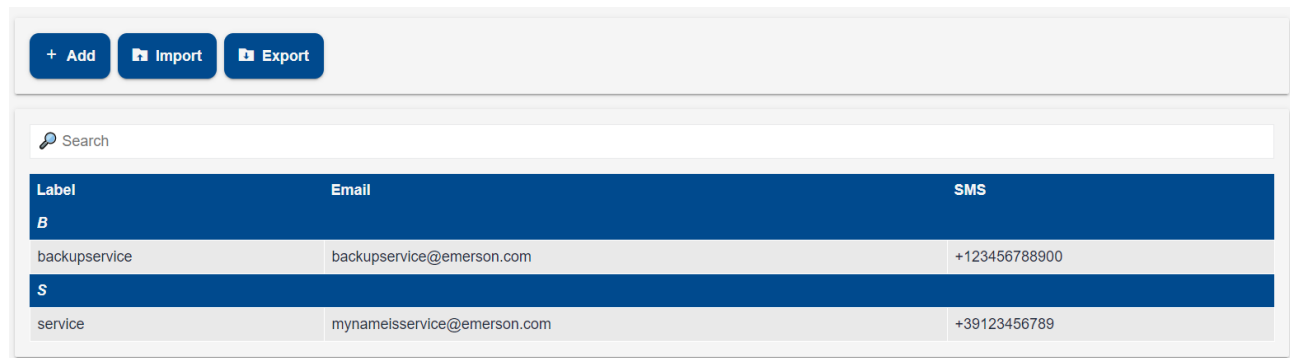 + Add Import Export
Search
Label Email SMS
B
backupservice backupservice@emerson.com +123456788900
S
service mynameisservice@emerson.com +39123456789